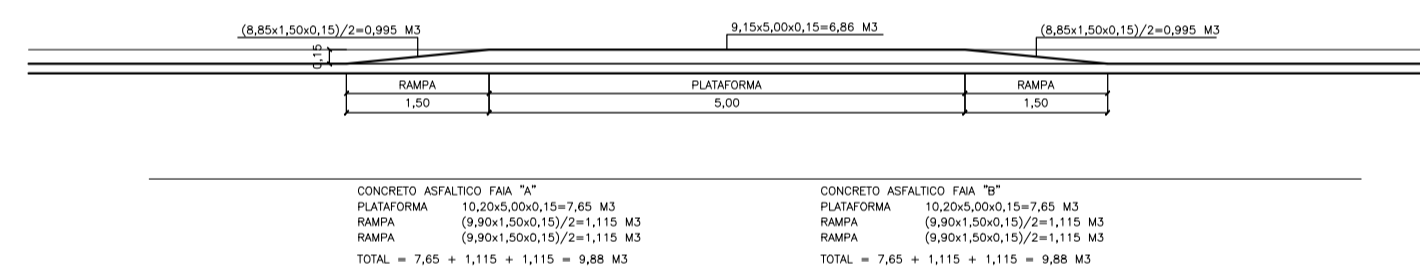 (8,85x1,50x0,15)/2=0,995 M3
9,15x5,00x0,15=6,86 M3
(8,85x1,50x0,15)/2=0,995 M3
0,15
RAMPA
PLATAFORMA
RAMPA
1,50
5,00
1,50
CONCRETO ASFALTICO FAIA "A"
PLATAFORMA 10,20x5,00x0,15=7,65 M3
RAMPA (9,90x1,50x0,15)/2=1,115 M3
RAMPA (9,90x1,50x0,15)/2=1,115 M3
TOTAL = 7,65 + 1,115 + 1,115 = 9,88 M3
CONCRETO ASFALTICO FAIA "B"
PLATAFORMA 10,20x5,00x0,15=7,65 M3
RAMPA (9,90x1,50x0,15)/2=1,115 M3
RAMPA (9,90x1,50x0,15)/2=1,115 M3
TOTAL = 7,65 + 1,115 + 1,115 = 9,88 M3